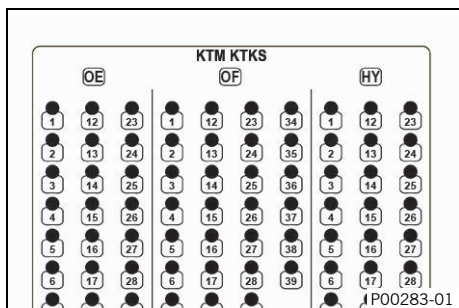 KTM KTKS
OE OF HY
1 12 23 1 12 23 34 1 12 23
2 13 24 2 13 24 35 2 13 24
3 14 25 3 14 25 36 3 14 25
4 15 26 4 15 26 37 4 15 26
5 16 27 5 16 27 38 5 16 27
6 17 28 6 17 28 39 6 17 28
P00283-01